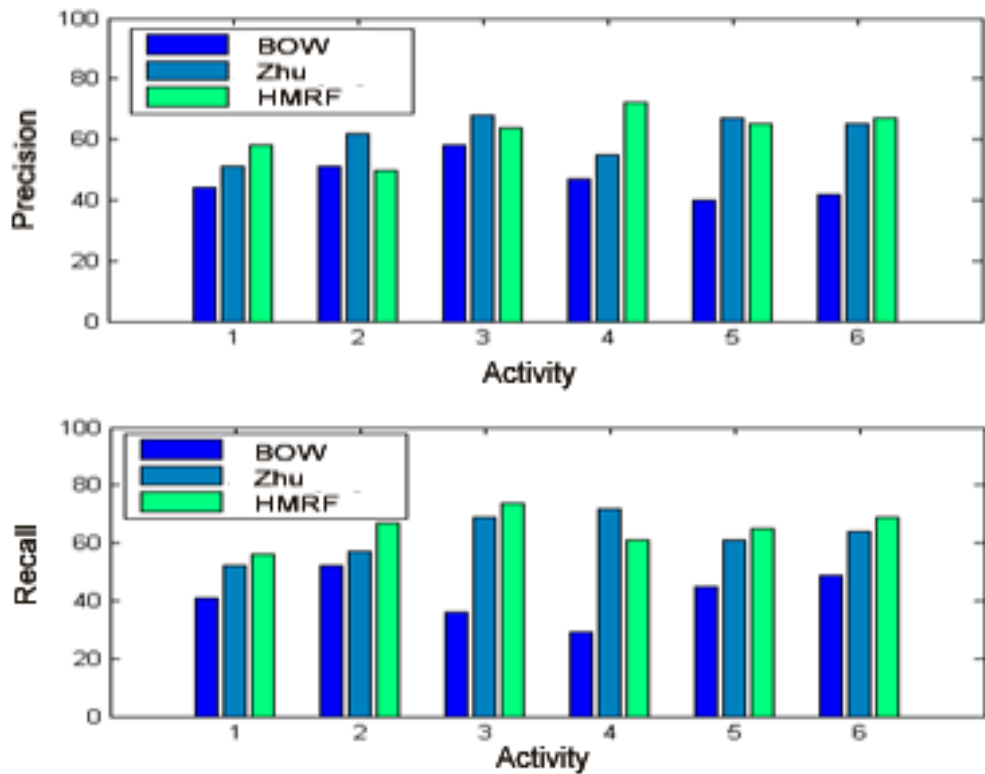 100
80
60
40
20
0
Precision
BOW
Zhu
HMRF
1 2 3 4 5 6
Activity
100
80
60
40
20
0
Recall
BOW
Zhu
HMRF
1 2 3 4 5 6
Activity